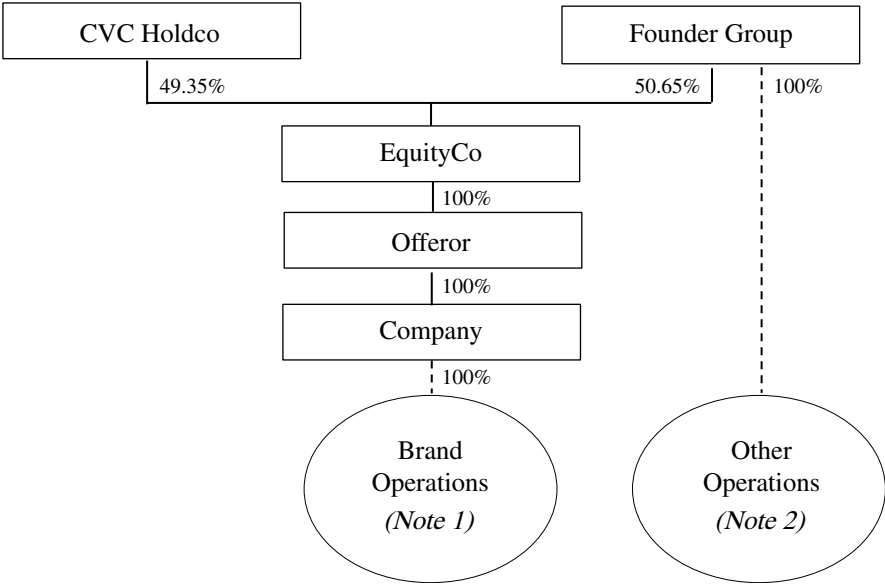 CVC Holdco
Founder Group
49.35%
50.65%
100%
EquityCo
100%
Offeror
100%
Company
100%
Brand
Operations
(Note 1)
Other
Operations
(Note 2)